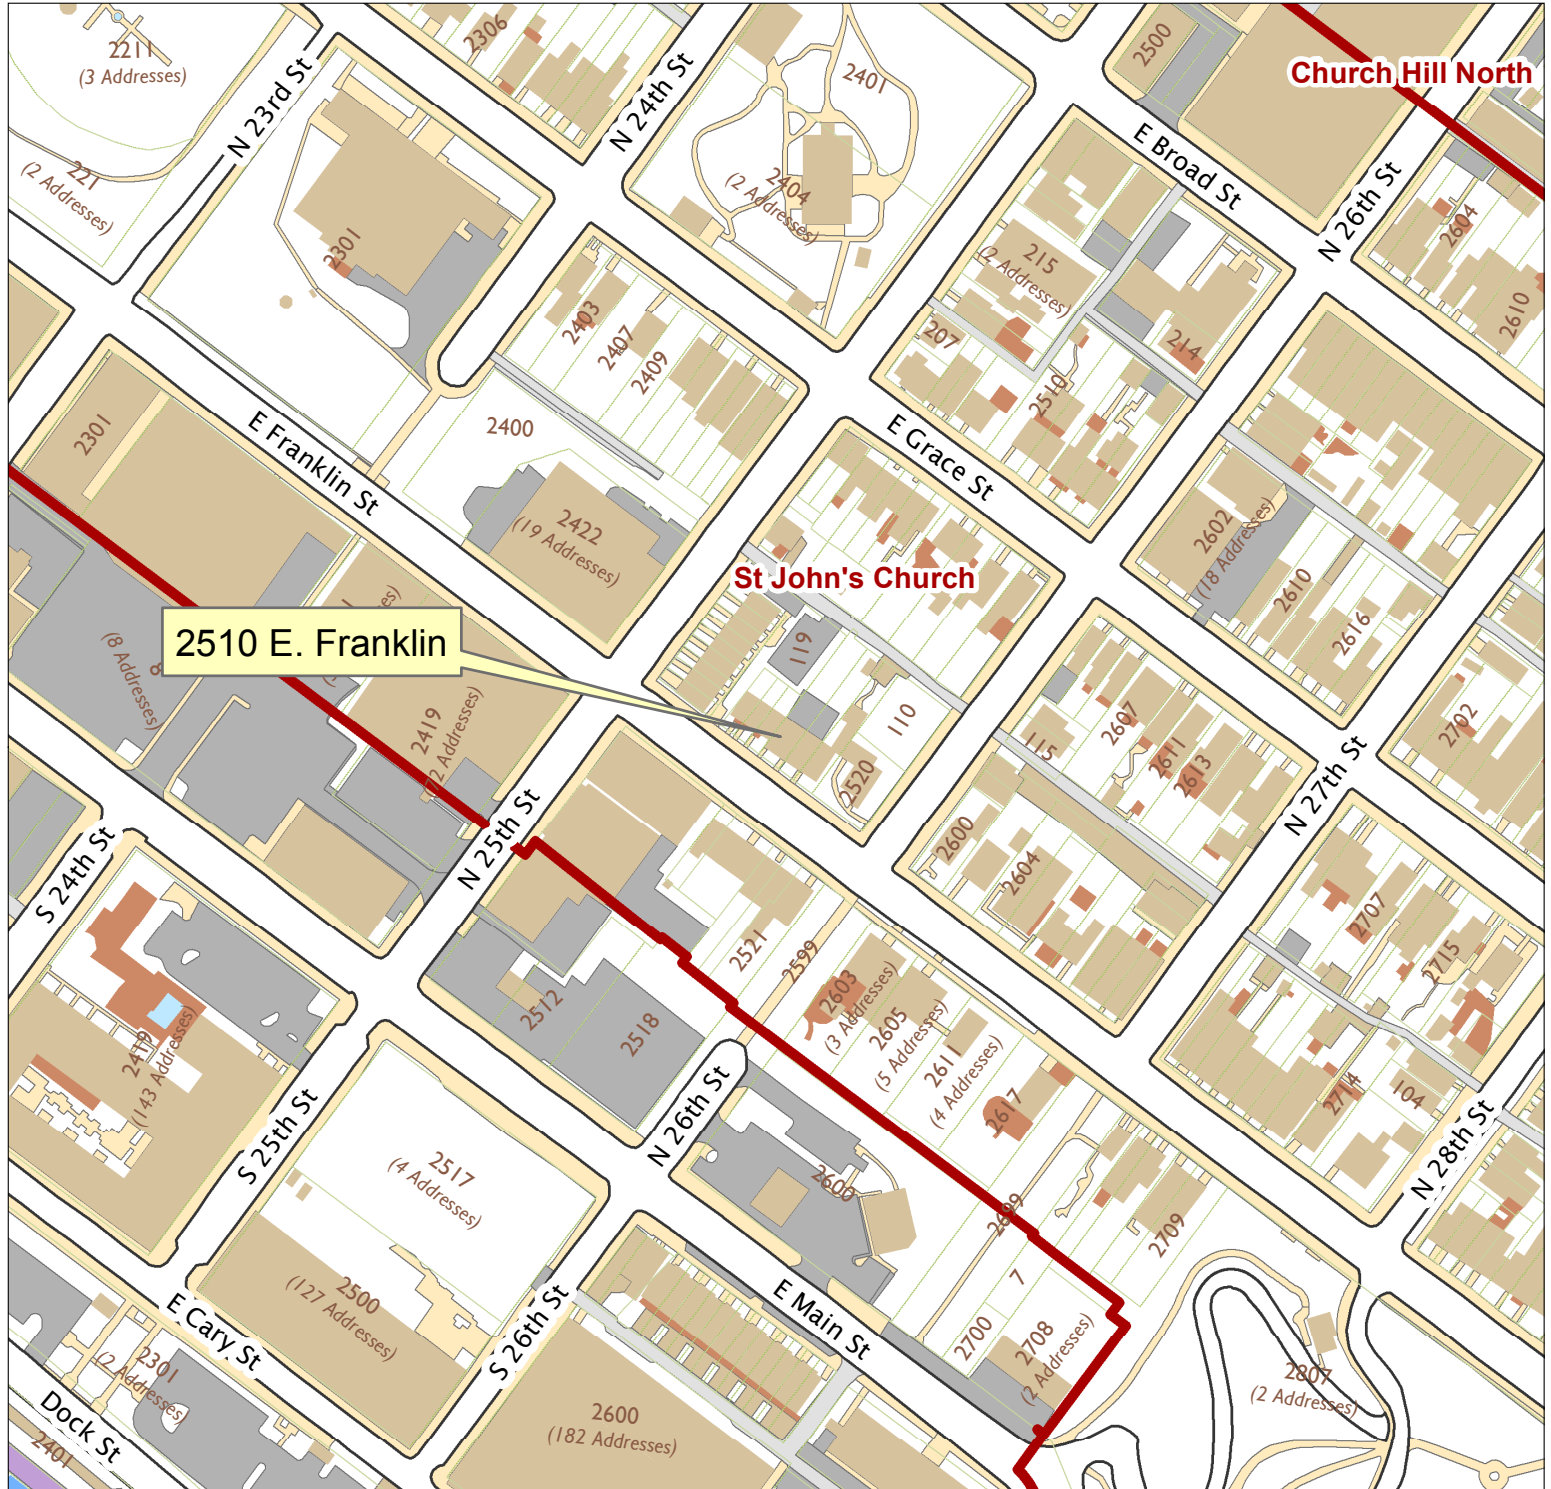 2211
(3 Addresses)
221
(2 Addresses)
N 23rd St
2306
N 24th St
2401
2404
(2 Addresses)
2500
Church Hill North
E Broad St
N 26th St
2604
2610
2301
2403
2407
2409
215
(2 Addresses)
207
214
2510
2301
E Franklin St
2400
2422
(19 Addresses)
E Grace St
2602
(18 Addresses)
2610
2616
St John's Church
2510 E. Franklin
(8 Addresses)
2419
(72 Addresses)
119
110
2520
115
2607
2611
2613
2702
N 27th St
N 25th St
2600
2604
S 24th St
2521
2599
2603
(3 Addresses)
2605
(5 Addresses)
2611
(4 Addresses)
2617
2707
2715
2714
104
N 28th St
2512
2518
N 26th St
2419
(143 Addresses)
S 25th St
2517
(4 Addresses)
2600
2699
2709
7
2700
2708
(2 Addresses)
E Main St
2500
(127 Addresses)
S 26th St
E Cary St
2301
(2 Addresses)
Dock St
2401
2600
(182 Addresses)
2807
(2 Addresses)